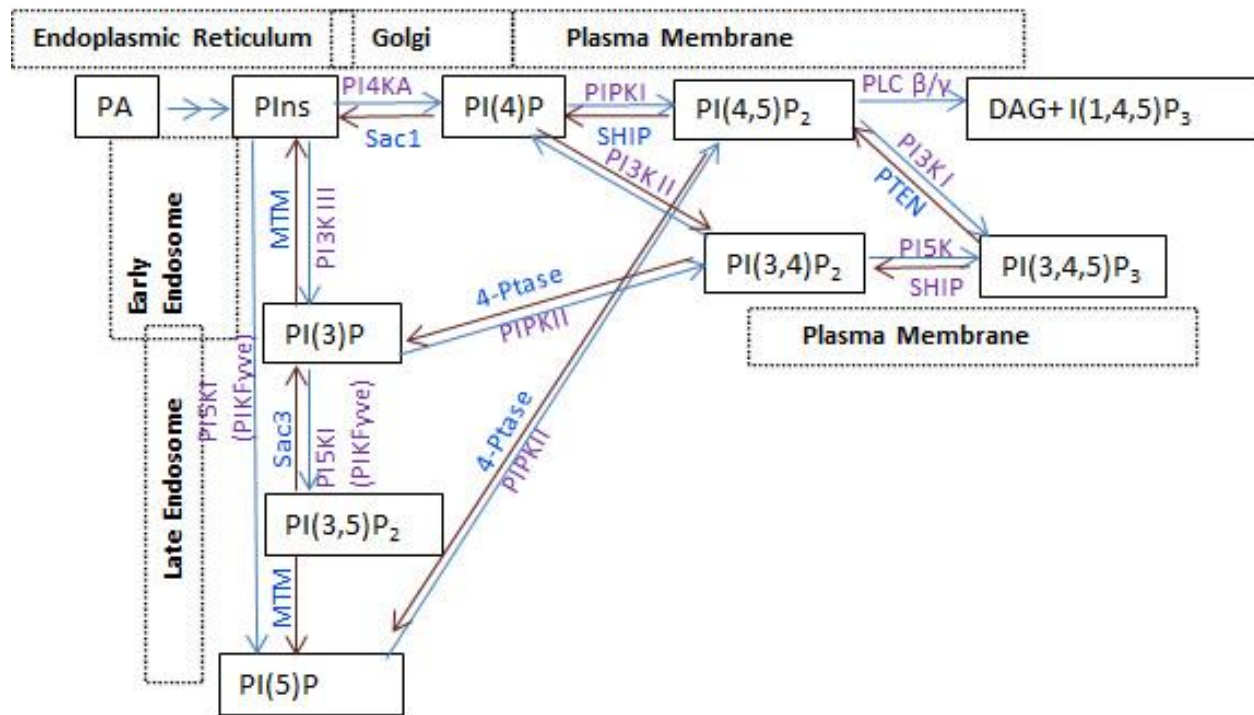 Endoplasmic Reticulum
Golgi
Plasma Membrane
PA
PIns
PI4KA
Sac1
PI(4)P
PIPKI
SHIP
PI(4,5)P₂
PLC β/γ
DAG+ I(1,4,5)P₃
PI3K II
PI3K I
PTEN
MTM
PI3K III
Early
Endosome
PI(3,4)P₂
PI5K
SHIP
PI(3,4,5)P₃
4-Ptase
PIPKII
PI(3)P
Plasma Membrane
PI5KI
(PIKFyve)
Sac3
PI5KI
(PIKFyve)
4-Ptase
PIPKII
Late Endosome
PI(3,5)P₂
MTM
PI(5)P